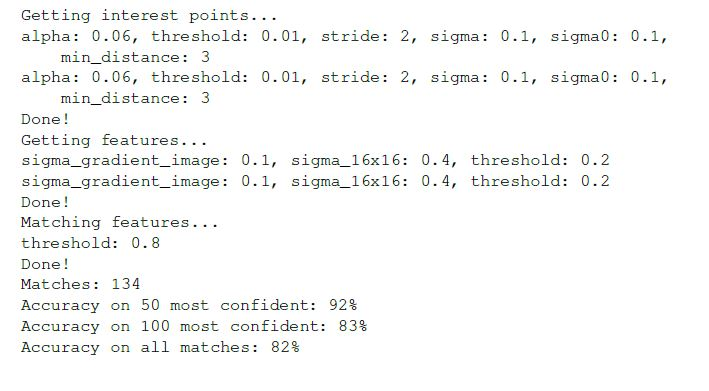 Getting interest points...
alpha: 0.06, threshold: 0.01, stride: 2, sigma: 0.1, sigma0: 0.1,
min_distance: 3
alpha: 0.06, threshold: 0.01, stride: 2, sigma: 0.1, sigma0: 0.1,
min_distance: 3
Done!
Getting features...
sigma_gradient_image: 0.1, sigma_16x16: 0.4, threshold: 0.2
sigma_gradient_image: 0.1, sigma_16x16: 0.4, threshold: 0.2
Done!
Matching features...
threshold: 0.8
Done!
Matches: 134
Accuracy on 50 most confident: 92%
Accuracy on 100 most confident: 83%
Accuracy on all matches: 82%